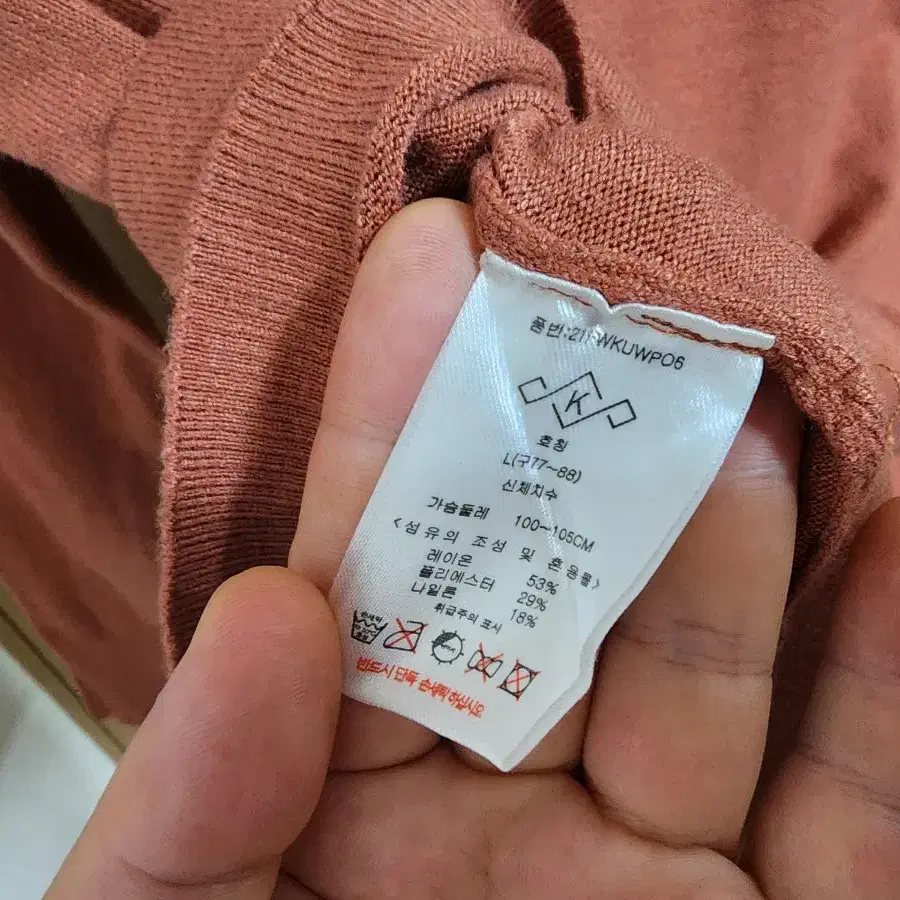 품번:21FWKUWP06
K
호칭
L(구77~88)
신체치수
가슴둘레 100~105CM
<섬유의 조성 및 혼용률>
레이온 53%
폴리에스터 29%
나일론 18%
취급주의 표시
반드시 단독 손세탁 하십시오